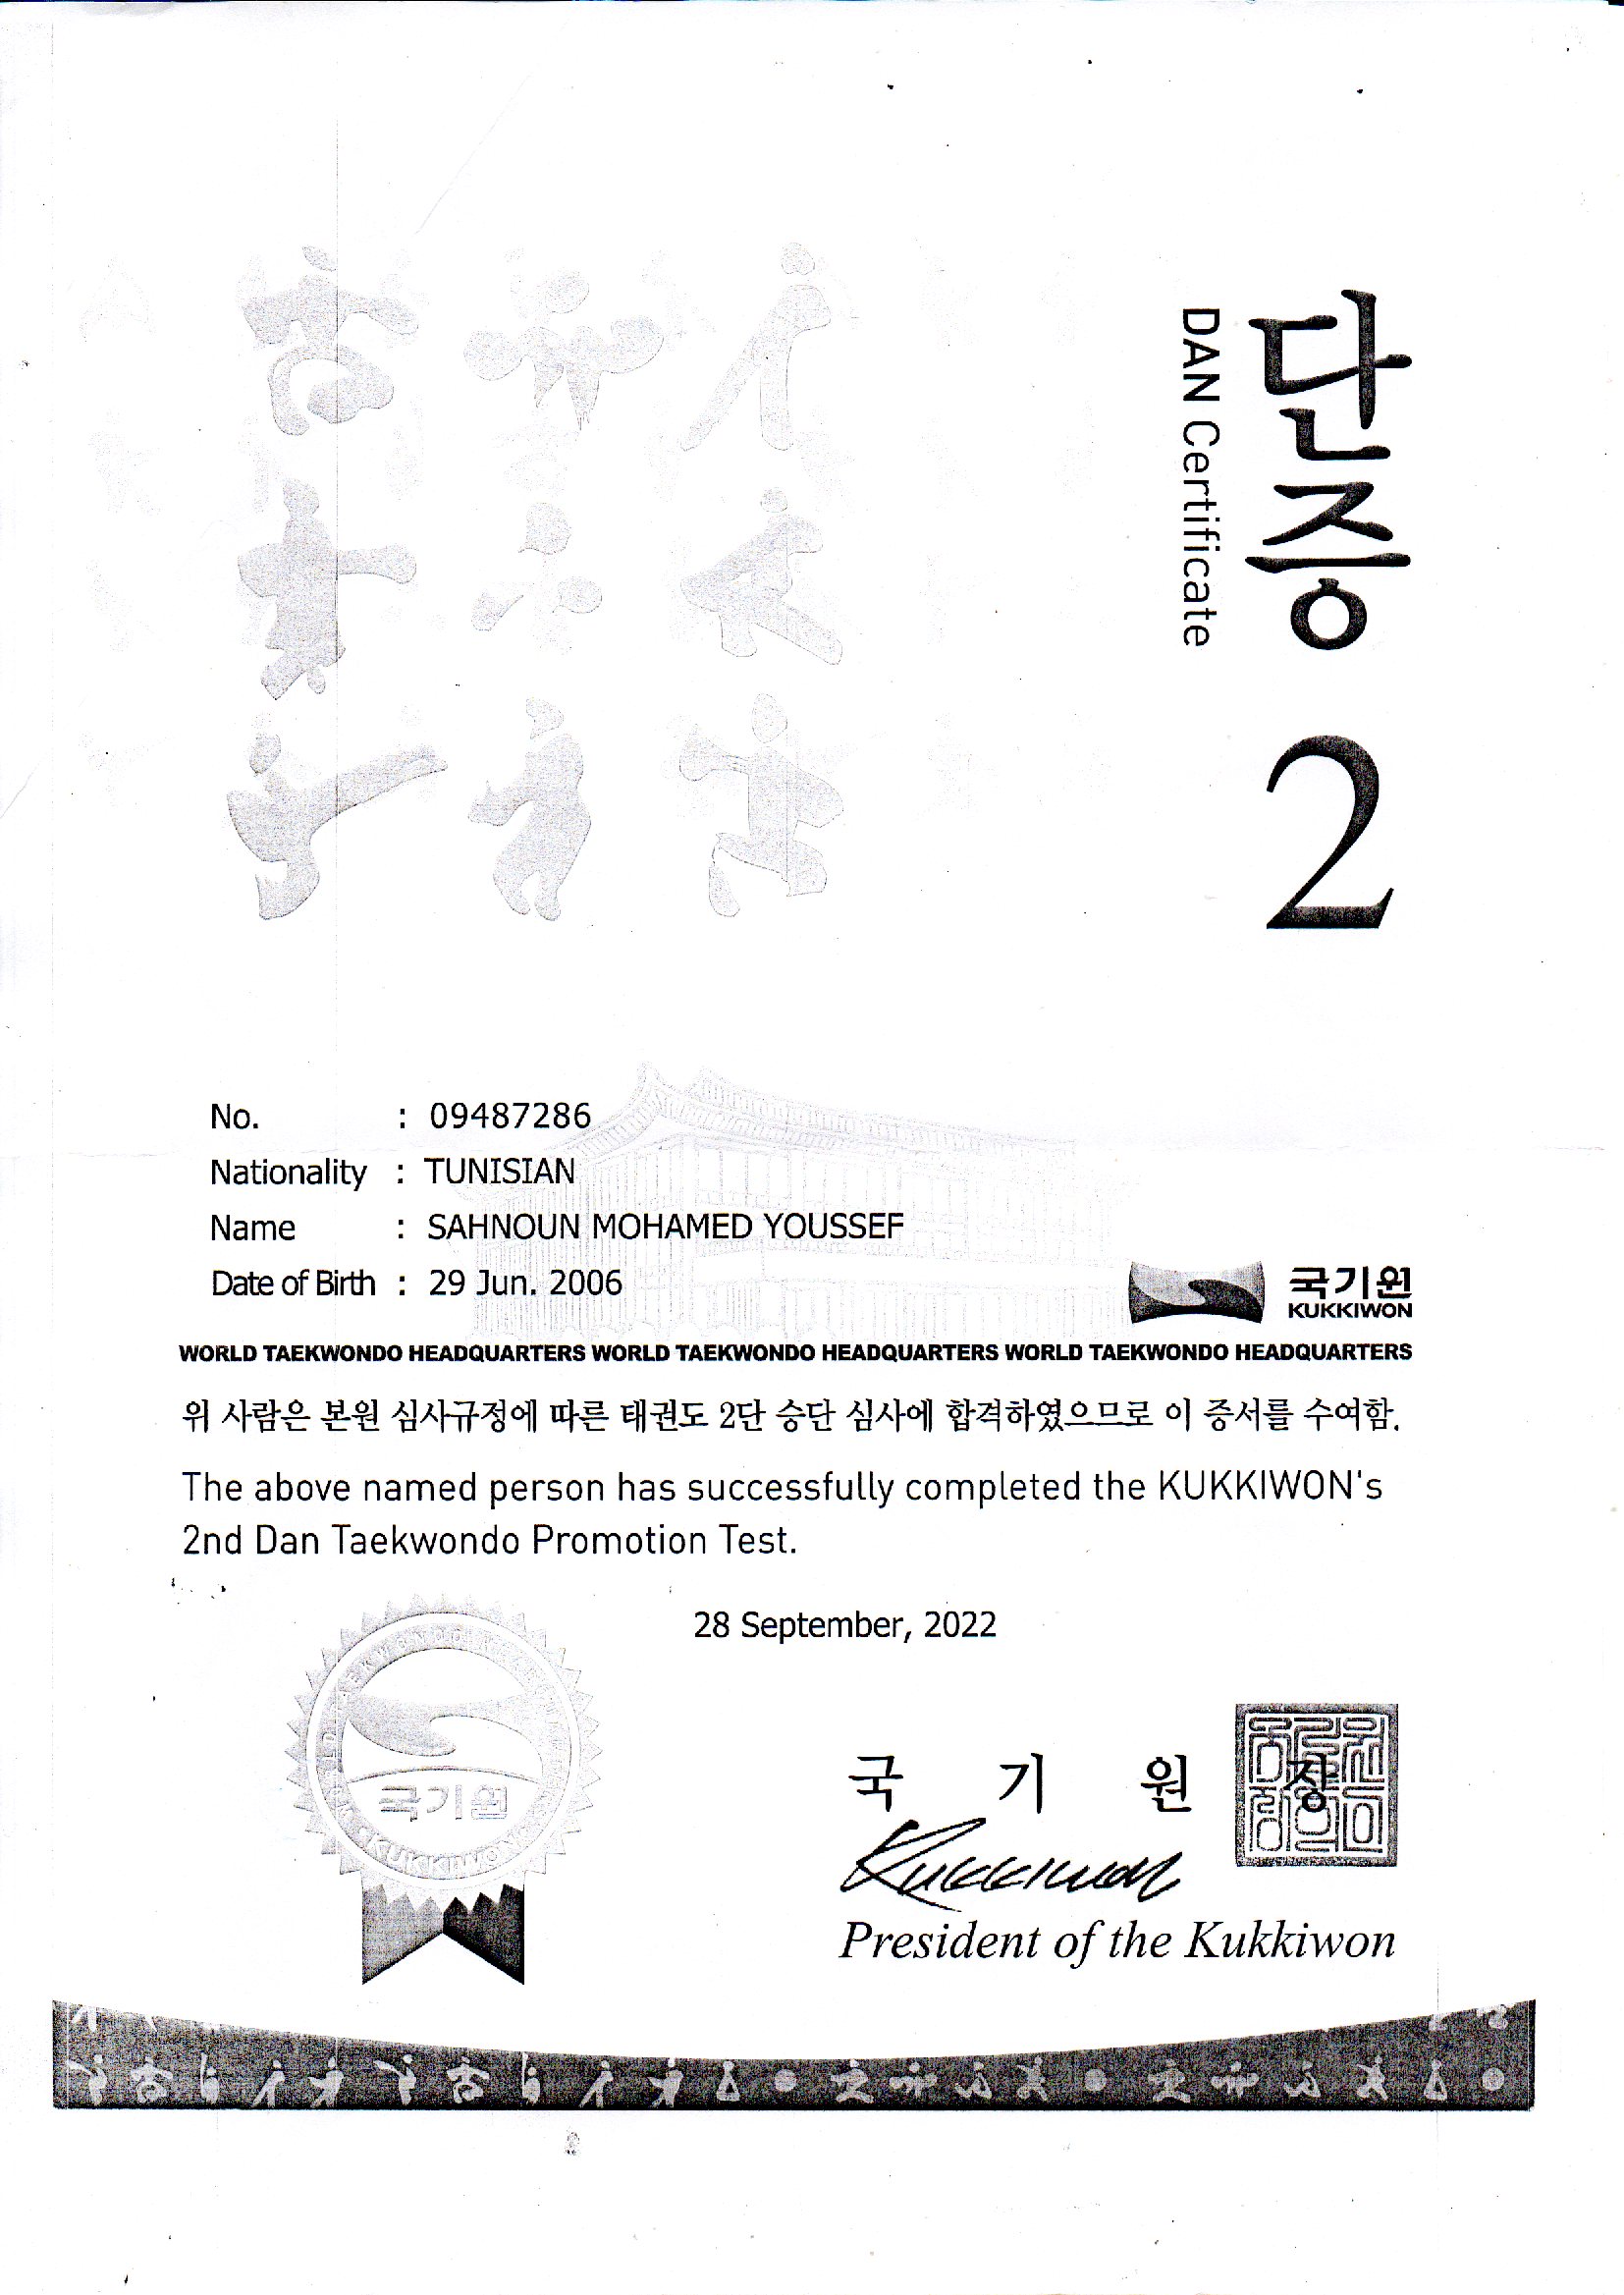 단증
DAN Certificate
2
No. : 09487286
Nationality : TUNISIAN
Name : SAHNOUN MOHAMED YOUSSEF
Date of Birth : 29 Jun. 2006
국기원
KUKKIWON
WORLD TAEKWONDO HEADQUARTERS WORLD TAEKWONDO HEADQUARTERS WORLD TAEKWONDO HEADQUARTERS
위 사람은 본원 심사규정에 따른 태권도 2단 승단 심사에 합격하였으므로 이 증서를 수여함.
The above named person has successfully completed the KUKKIWON's
2nd Dan Taekwondo Promotion Test.
28 September, 2022
국기원
KUKKIWON
국 기 원 장
Kukkiwon
President of the Kukkiwon